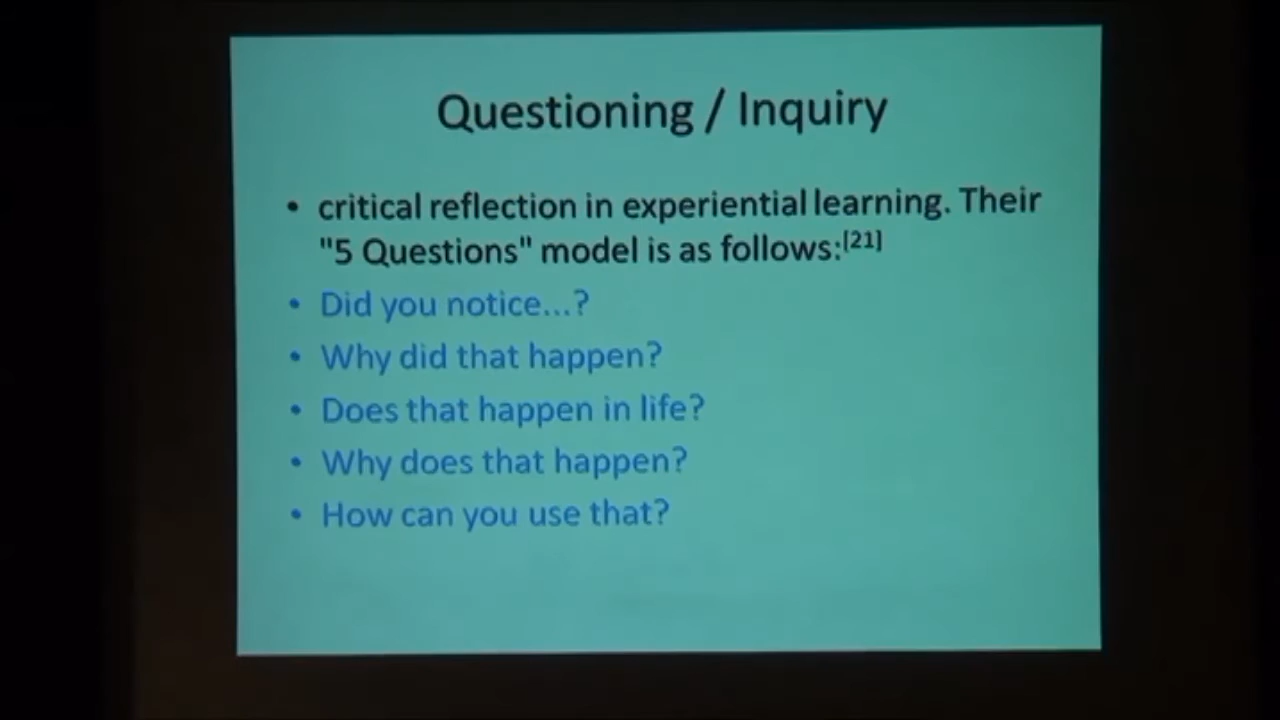 Questioning / Inquiry
• critical reflection in experiential learning. Their
"5 Questions" model is as follows:[21]
• Did you notice...?
• Why did that happen?
• Does that happen in life?
• Why does that happen?
• How can you use that?